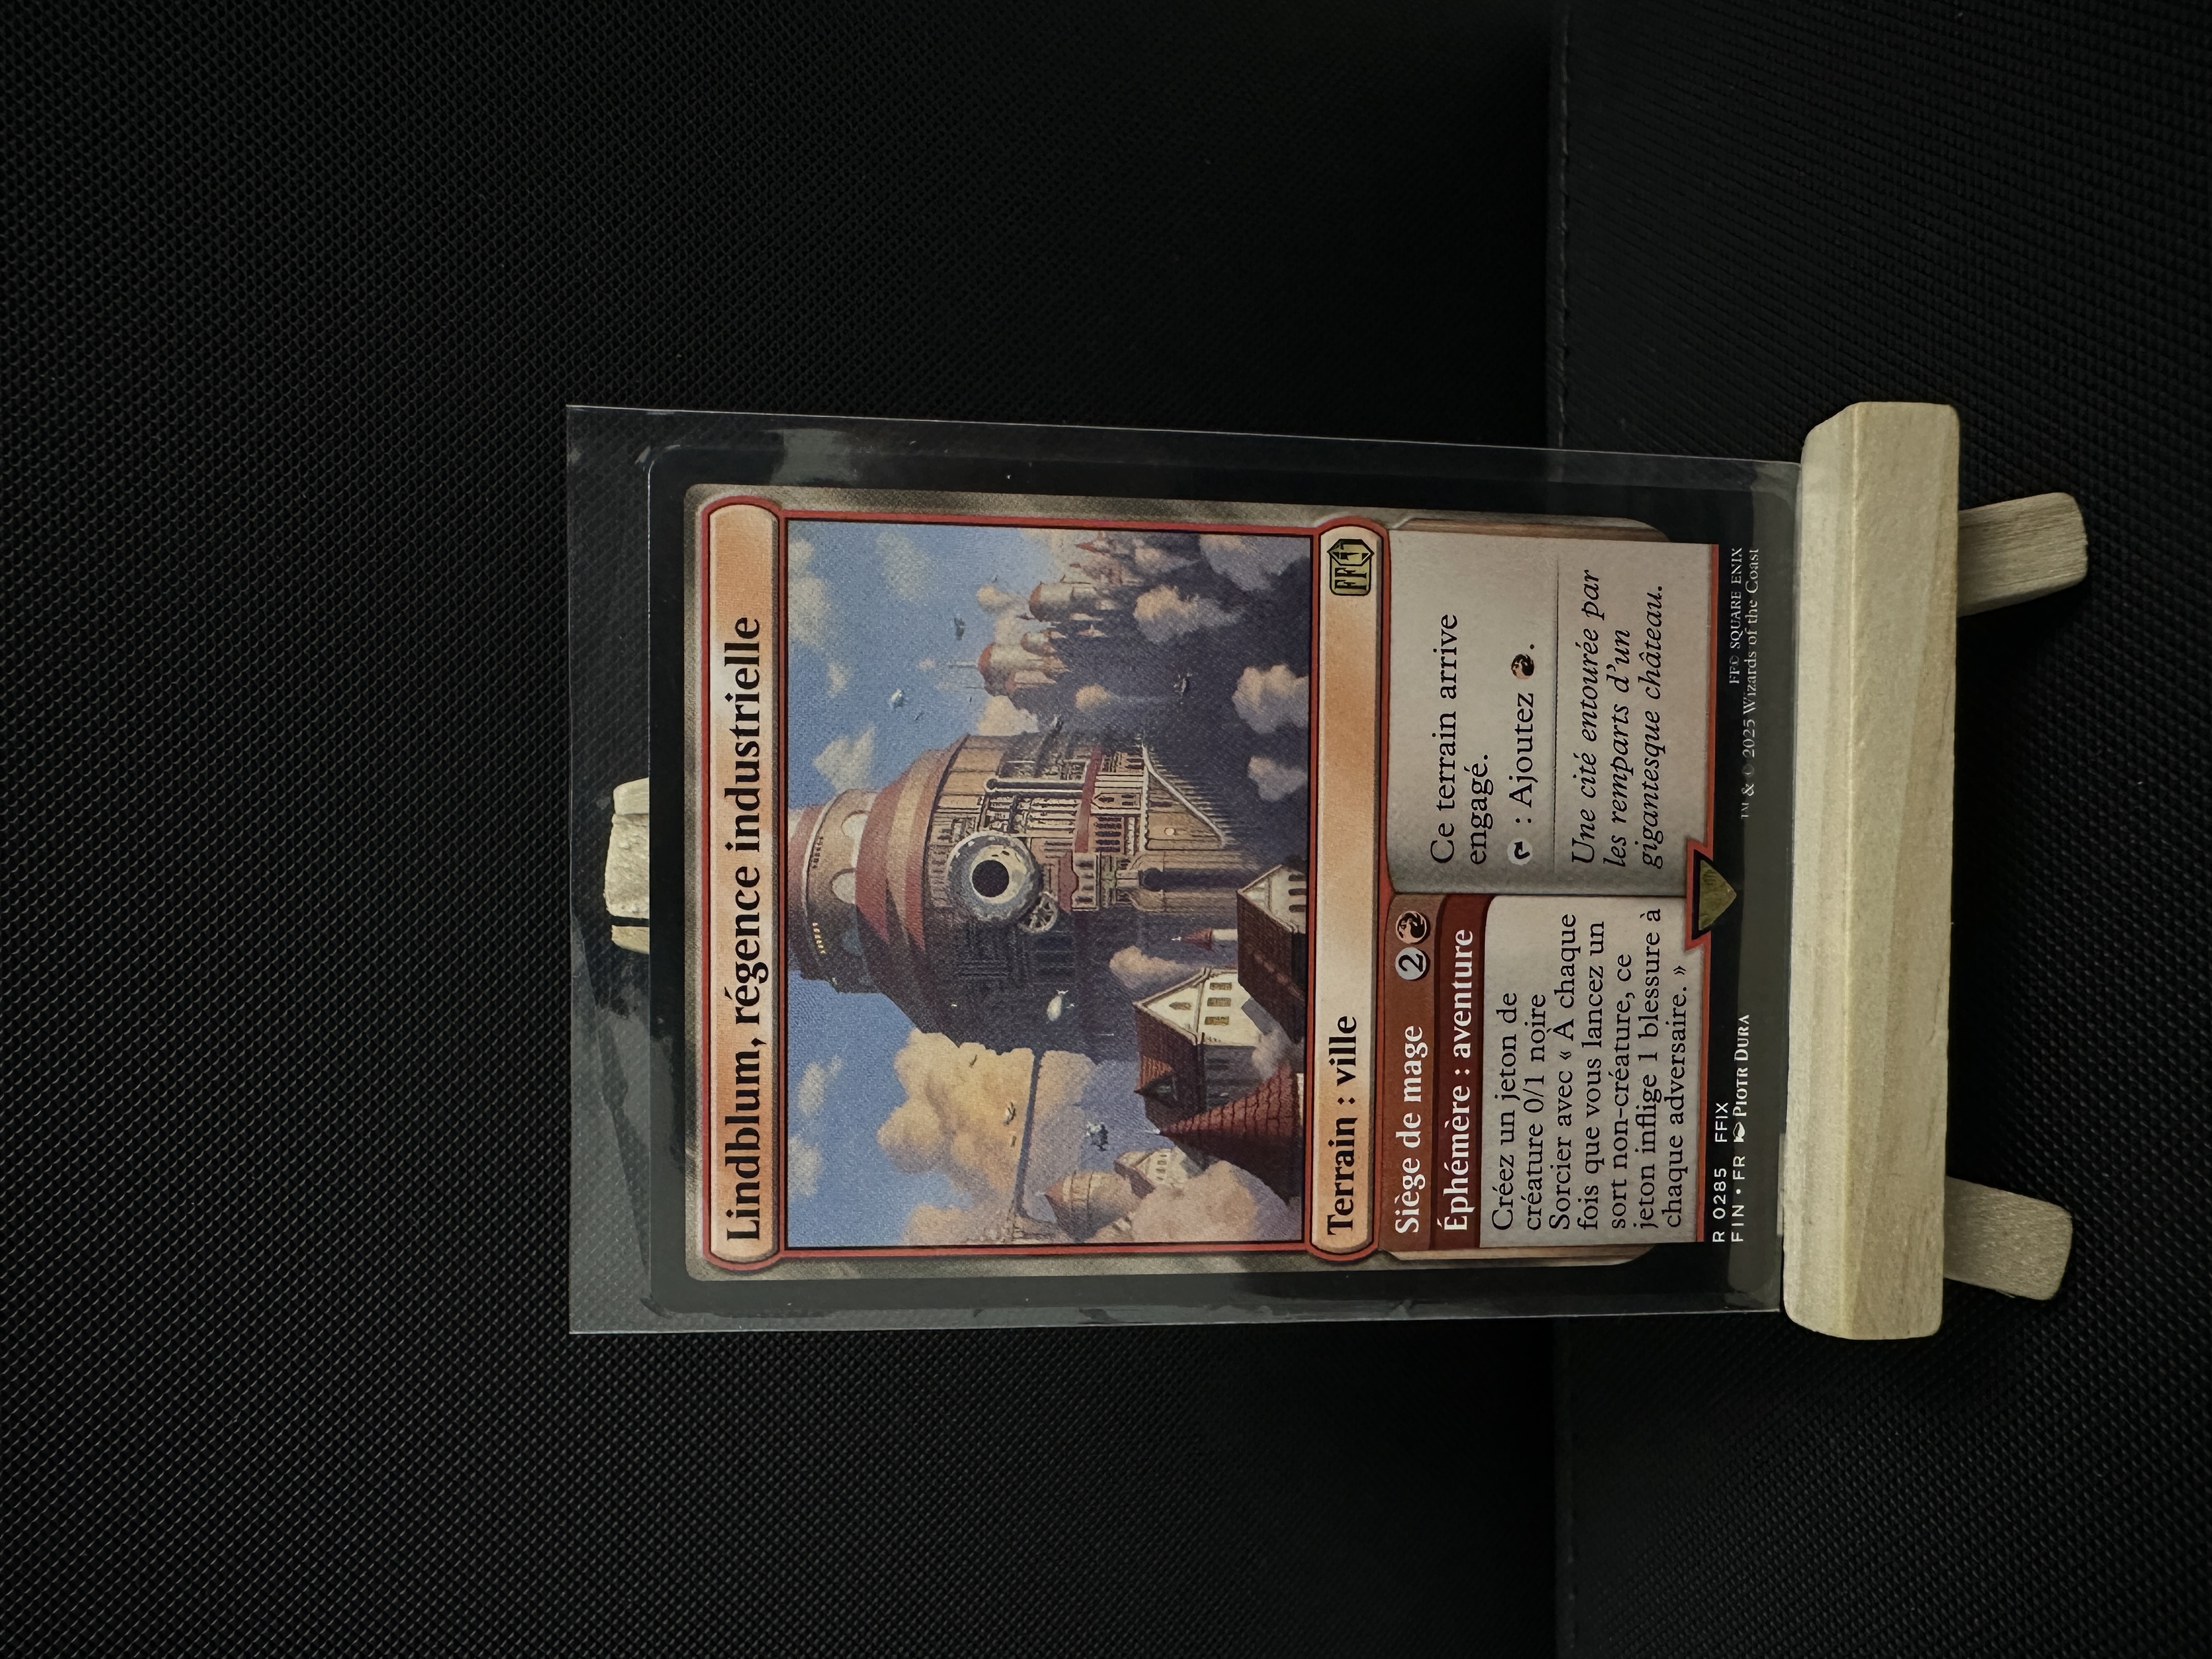 Lindblum, régence industrielle
Terrain : ville
FF
Siège de mage 2
Éphémère : aventure
Créez un jeton de
créature 0/1 noire
Sorcier avec « À chaque
fois que vous lancez un
sort non-créature, ce
jeton inflige 1 blessure à
chaque adversaire. »
Ce terrain arrive
engagé.
: Ajoutez .
Une cité entourée par
les remparts d'un
gigantesque château.
R 0285 FFIX
FIN • FR Piotr Dura
FF© SQUARE ENIX
™ & © 2025 Wizards of the Coast